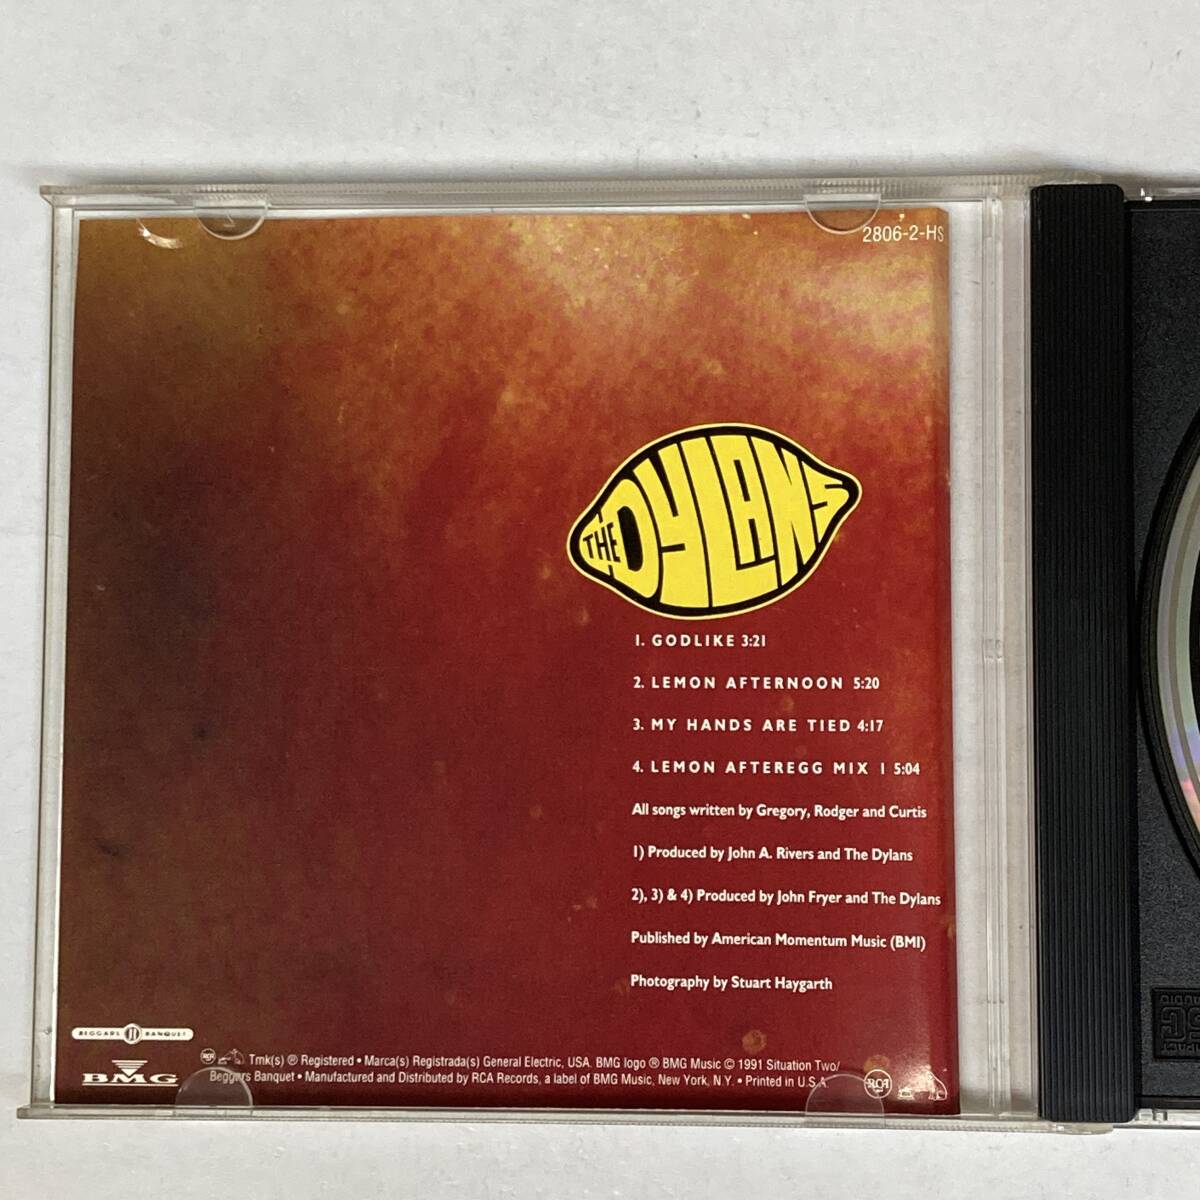 2806-2-HS
THE DYLANS
1. GODLIKE 3:21
2. LEMON AFTERNOON 5:20
3. MY HANDS ARE TIED 4:17
4. LEMON AFTEREGG MIX 1 5:04
All songs written by Gregory, Rodger and Curtis
1) Produced by John A. Rivers and The Dylans
2), 3) & 4) Produced by John Fryer and The Dylans
Published by American Momentum Music (BMI)
Photography by Stuart Haygarth
BEGGARS BANQUET
BMG
Tmk(s) ® Registered • Marca(s) Registrada(s) General Electric, USA. BMG logo ® BMG Music © 1991 Situation Two/
Beggars Banquet • Manufactured and Distributed by RCA Records, a label of BMG Music, New York, N.Y. • Printed in U.S.A.
RCA